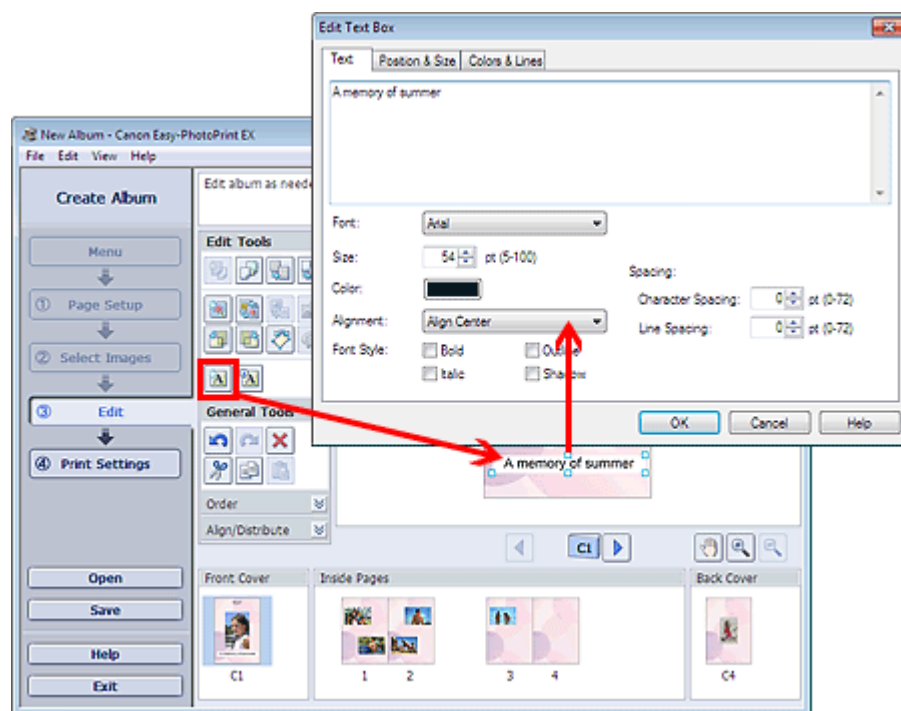 Edit Text Box
Text
Position & Size
Colors & Lines
A memory of summer
Font:
Arial
Size:
54
pt (5-100)
Color:
Alignment:
Align Center
Font Style:
Bold
Outline
Italic
Shadow
Spacing:
Character Spacing:
0
pt (0-72)
Line Spacing:
0
pt (0-72)
OK
Cancel
Help
New Album - Canon Easy-PhotoPrint EX
File Edit View Help
Create Album
Menu
① Page Setup
② Select Images
③ Edit
④ Print Settings
Open
Save
Help
Exit
Edit album as
Edit Tools
A
A
General Tools
Order
Align/Distribute
A memory of summer
C1
Front Cover
C1
Inside Pages
1
2
3
4
Back Cover
C4